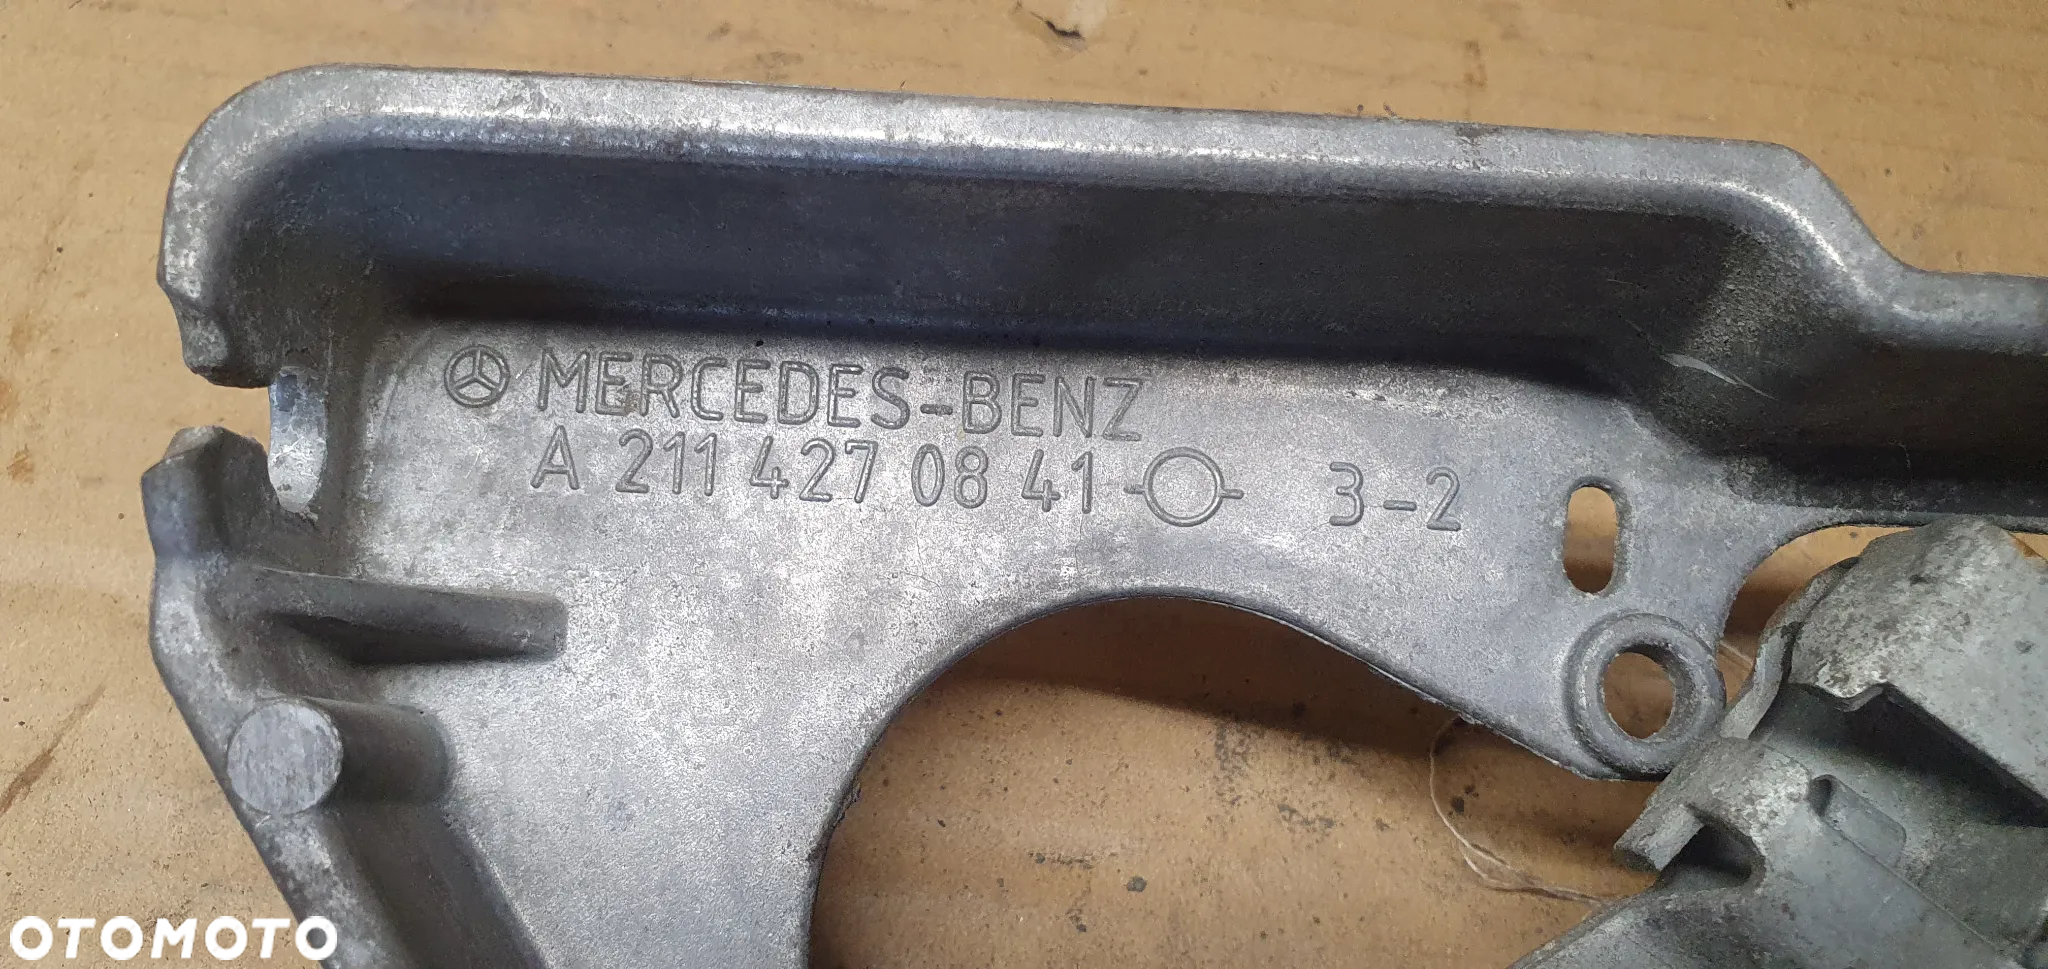 MERCEDES-BENZ
A 211 427 08 41 3-2
OTOMOTO